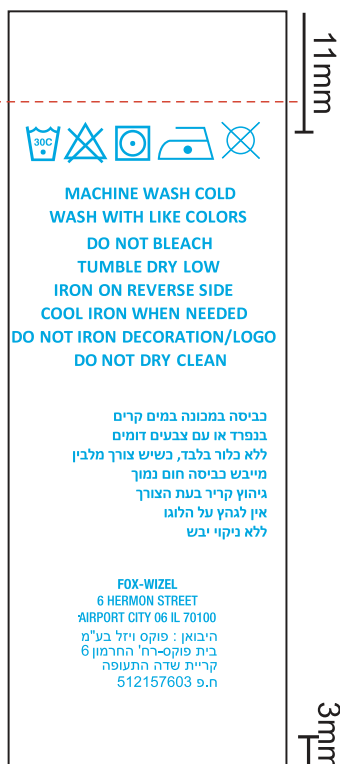 11mm
30C
MACHINE WASH COLD
WASH WITH LIKE COLORS
DO NOT BLEACH
TUMBLE DRY LOW
IRON ON REVERSE SIDE
COOL IRON WHEN NEEDED
DO NOT IRON DECORATION/LOGO
DO NOT DRY CLEAN
כביסה במכונה במים קרים
בנפרד או עם צבעים דומים
ללא כלור בלבד, כשיש צורך מלבין
מייבש כביסה חום נמוך
גיהוץ קריר בעת הצורך
אין לגהץ על הלוגו
ללא ניקוי יבש
FOX-WIZEL
6 HERMON STREET
AIRPORT CITY 06 IL 70100
היבואן : פוקס ויזל בע"מ
בית פוקס-רח' החרמון 6
קריית שדה התעופה
ח.פ 512157603
3mm